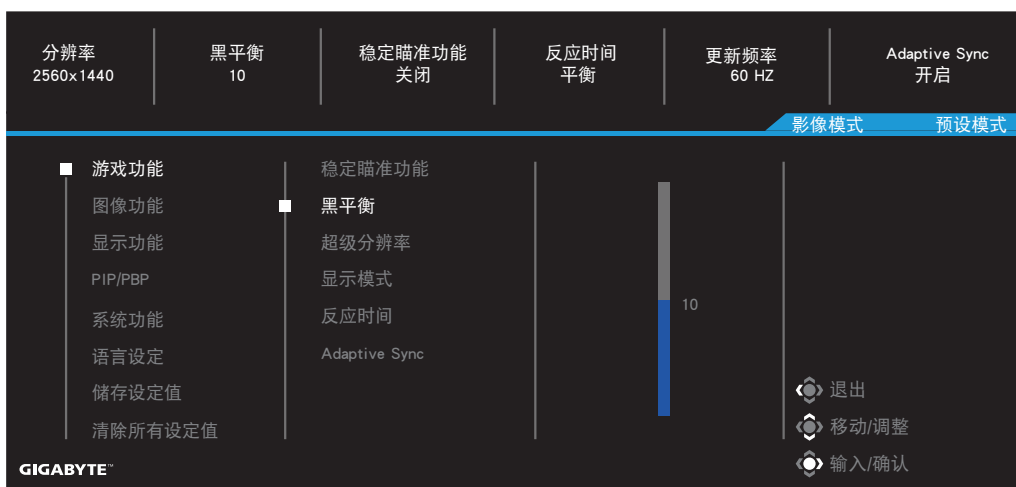 分辨率 黑平衡 稳定瞄准功能 反应时间 更新频率 Adaptive Sync
2560x1440 10 关闭 平衡 60 HZ 开启
影像模式 预设模式
游戏功能 稳定瞄准功能
图像功能 黑平衡
显示功能 超级分辨率
PIP/PBP 显示模式
10
系统功能 反应时间
语言设定 Adaptive Sync
储存设定值 退出
清除所有设定值 移动/调整
GIGABYTE™ 输入/确认